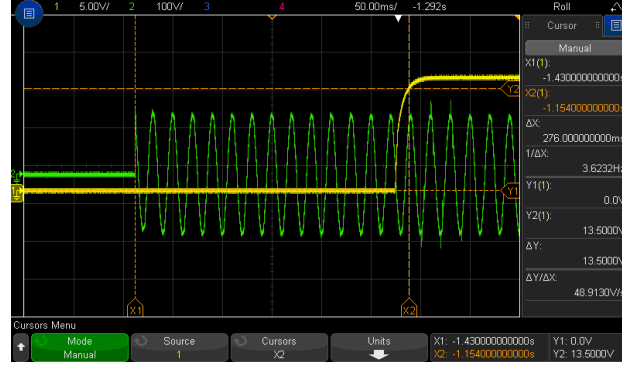 1 5.00V/ 2 100V/ 3 4 50.00ms/ -1.292s Roll
Cursor
Manual
X1(1):
-1.430000000000s
X2(1):
-1.154000000000s
ΔX:
276.000000000ms
1/ΔX:
3.6232Hz
Y1(1):
0.0V
Y2(1):
13.5000V
ΔY:
13.5000V
ΔY/ΔX:
48.9130V/s
Y2
Y1
X1 X2
Cursors Menu
Mode
Manual
Source
1
Cursors
X2
Units
X1: -1.430000000000s
X2: -1.154000000000s
Y1: 0.0V
Y2: 13.5000V